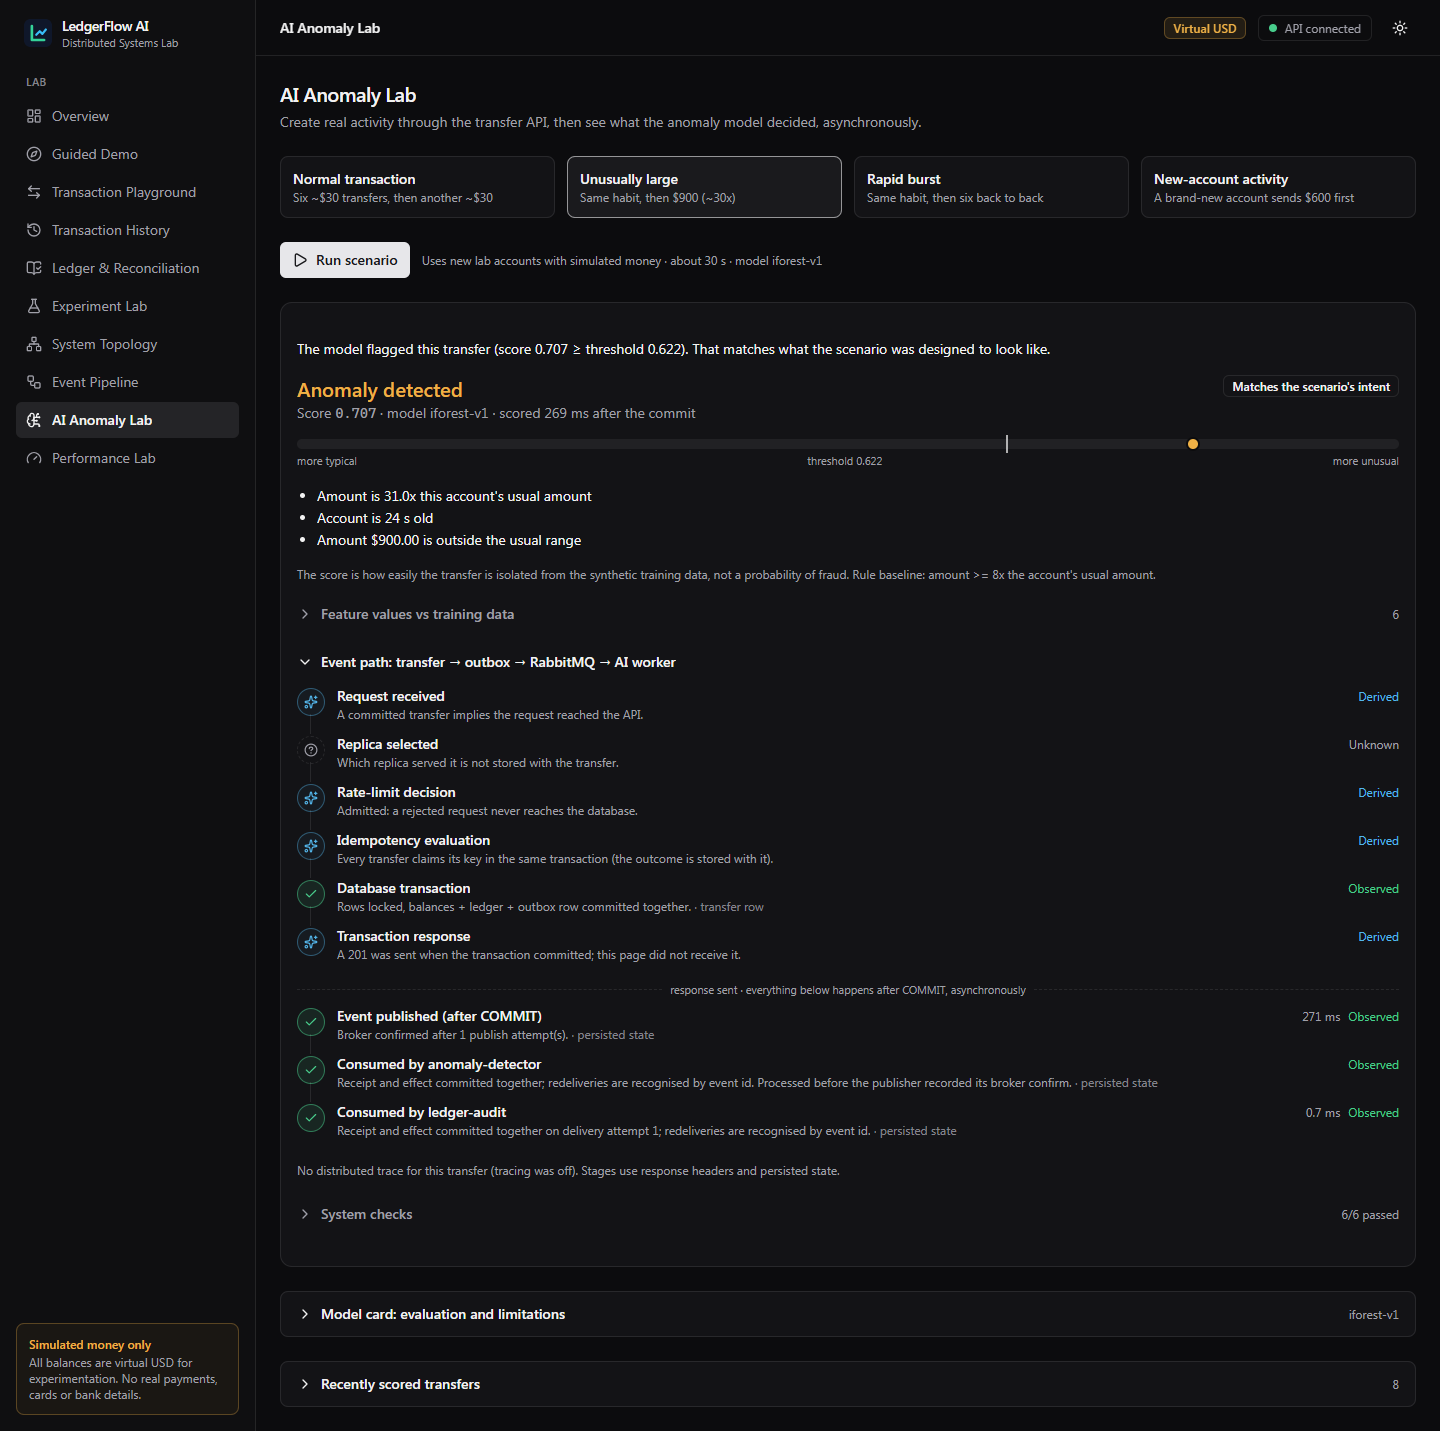 LedgerFlow AI
Distributed Systems Lab
LAB
Overview
Guided Demo
Transaction Playground
Transaction History
Ledger & Reconciliation
Experiment Lab
System Topology
Event Pipeline
AI Anomaly Lab
Performance Lab
Simulated money only
All balances are virtual USD for
experimentation. No real payments,
cards or bank details.
AI Anomaly Lab
Virtual USD
API connected
AI Anomaly Lab
Create real activity through the transfer API, then see what the anomaly model decided, asynchronously.
Normal transaction
Six ~$30 transfers, then another ~$30
Unusually large
Same habit, then $900 (~30x)
Rapid burst
Same habit, then six back to back
New-account activity
A brand-new account sends $600 first
Run scenario
Uses new lab accounts with simulated money · about 30 s · model iforest-v1
The model flagged this transfer (score 0.707 ≥ threshold 0.622). That matches what the scenario was designed to look like.
Anomaly detected
Matches the scenario's intent
Score 0.707 · model iforest-v1 · scored 269 ms after the commit
more typical
threshold 0.622
more unusual
• Amount is 31.0x this account's usual amount
• Account is 24 s old
• Amount $900.00 is outside the usual range
The score is how easily the transfer is isolated from the synthetic training data, not a probability of fraud. Rule baseline: amount >= 8x the account's usual amount.
Feature values vs training data
6
Event path: transfer → outbox → RabbitMQ → AI worker
Request received
Derived
A committed transfer implies the request reached the API.
Replica selected
Unknown
Which replica served it is not stored with the transfer.
Rate-limit decision
Derived
Admitted: a rejected request never reaches the database.
Idempotency evaluation
Derived
Every transfer claims its key in the same transaction (the outcome is stored with it).
Database transaction
Observed
Rows locked, balances + ledger + outbox row committed together. · transfer row
Transaction response
Derived
A 201 was sent when the transaction committed; this page did not receive it.
response sent · everything below happens after COMMIT, asynchronously
Event published (after COMMIT)
271 ms Observed
Broker confirmed after 1 publish attempt(s). · persisted state
Consumed by anomaly-detector
Observed
Receipt and effect committed together; redeliveries are recognised by event id. Processed before the publisher recorded its broker confirm. · persisted state
Consumed by ledger-audit
0.7 ms Observed
Receipt and effect committed together on delivery attempt 1; redeliveries are recognised by event id. · persisted state
No distributed trace for this transfer (tracing was off). Stages use response headers and persisted state.
System checks
6/6 passed
Model card: evaluation and limitations
iforest-v1
Recently scored transfers
8